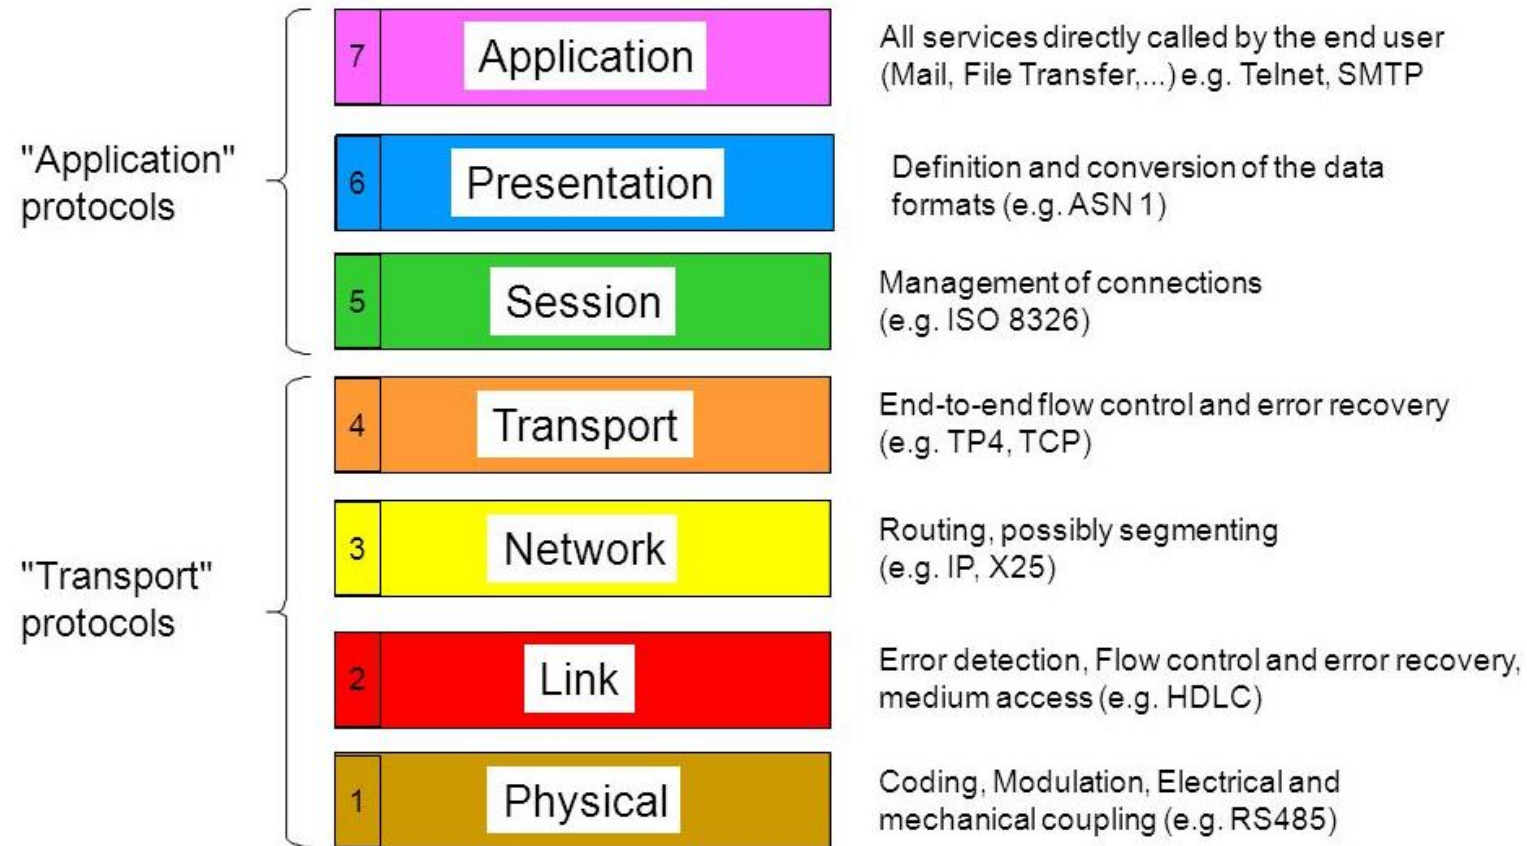 7
Application
All services directly called by the end user
(Mail, File Transfer,...) e.g. Telnet, SMTP
"Application"
protocols
6
Presentation
Definition and conversion of the data
formats (e.g. ASN 1)
5
Session
Management of connections
(e.g. ISO 8326)
4
Transport
End-to-end flow control and error recovery
(e.g. TP4, TCP)
"Transport"
protocols
3
Network
Routing, possibly segmenting
(e.g. IP, X25)
2
Link
Error detection, Flow control and error recovery,
medium access (e.g. HDLC)
1
Physical
Coding, Modulation, Electrical and
mechanical coupling (e.g. RS485)